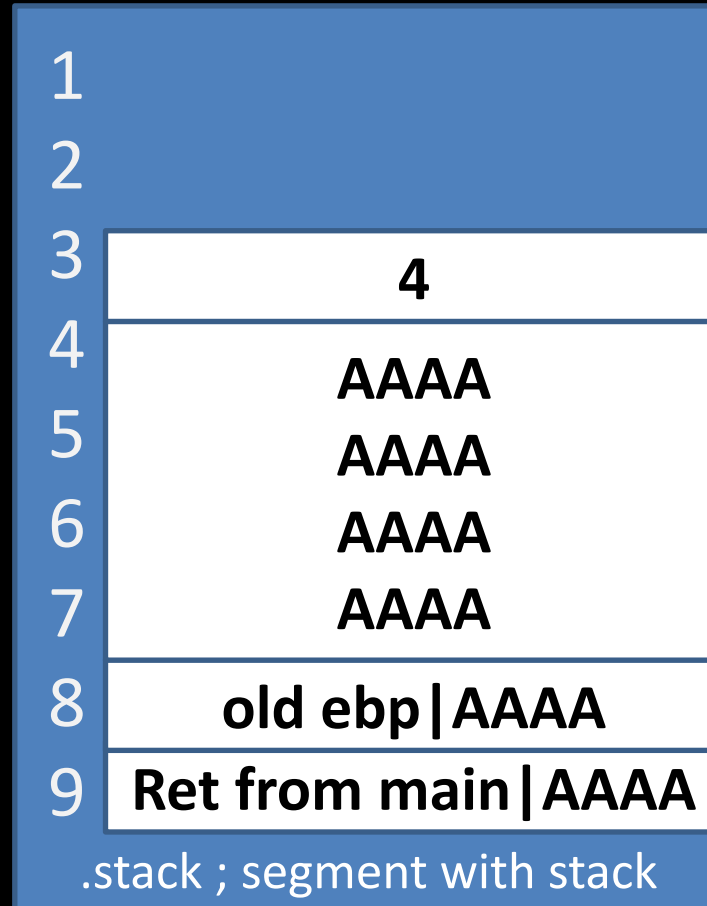 1
2
3 4
4 AAAA
5 AAAA
6 AAAA
7 AAAA
8 old ebp|AAAA
9 Ret from main|AAAA
.stack ; segment with stack